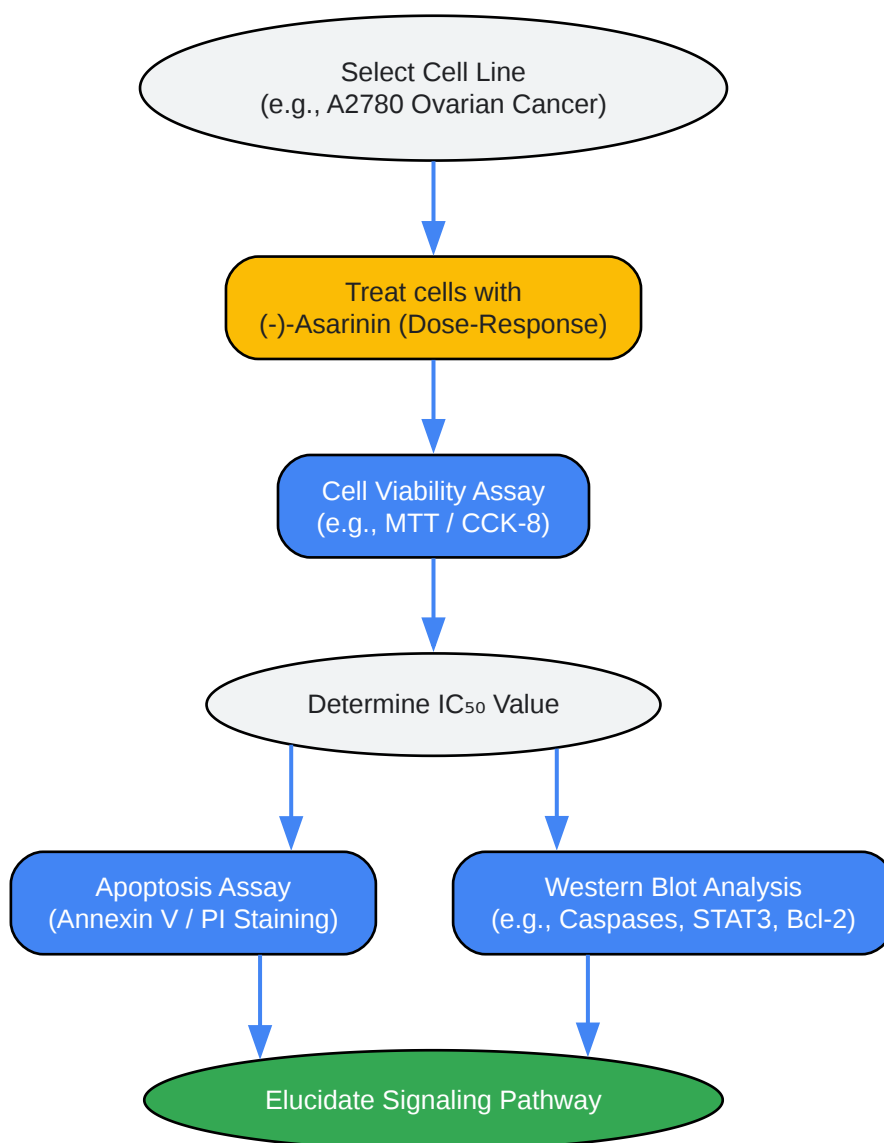 Select Cell Line
(e.g., A2780 Ovarian Cancer)
Treat cells with
(-)-Asarinin (Dose-Response)
Cell Viability Assay
(e.g., MTT / CCK-8)
Determine IC₅₀ Value
Apoptosis Assay
(Annexin V / PI Staining)
Western Blot Analysis
(e.g., Caspases, STAT3, Bcl-2)
Elucidate Signaling Pathway